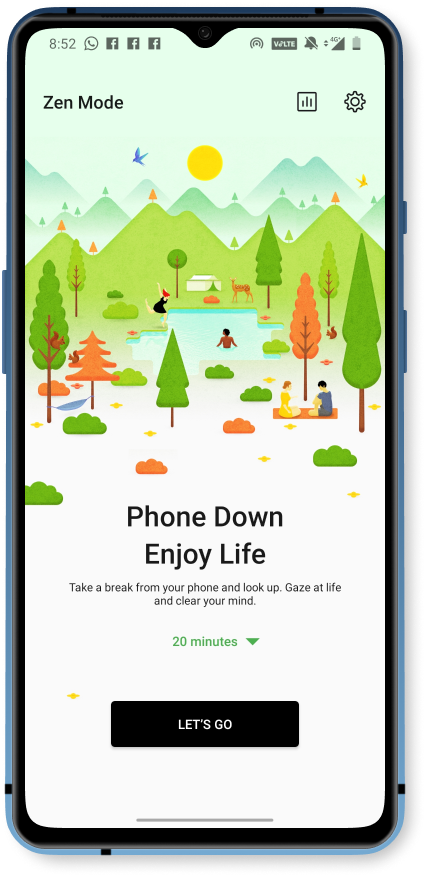 8:52 VoLTE 4G+
Zen Mode
Phone Down
Enjoy Life
Take a break from your phone and look up. Gaze at life
and clear your mind.
20 minutes
LET'S GO